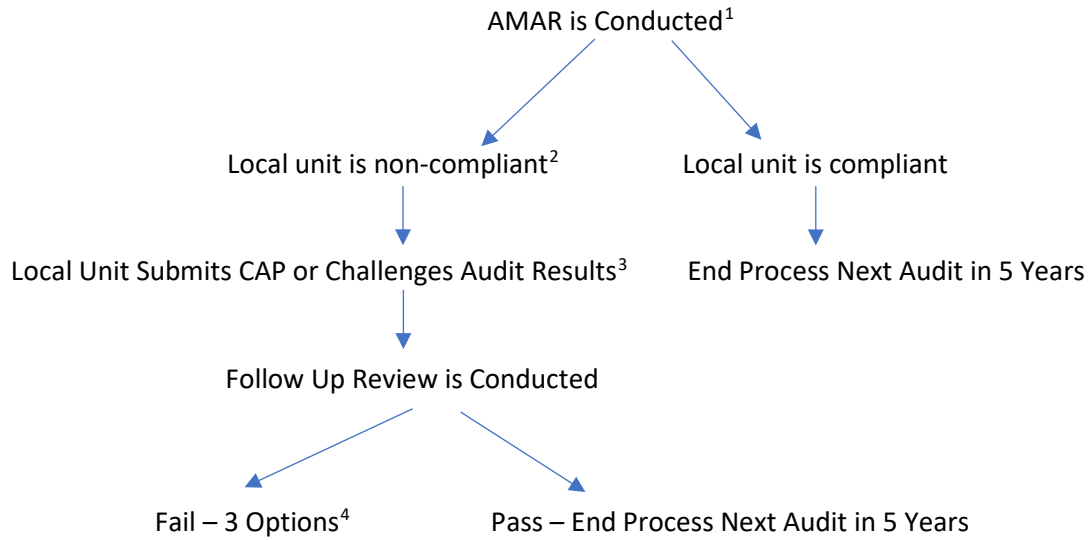 AMAR is Conducted¹
Local unit is non-compliant² Local unit is compliant
Local Unit Submits CAP or Challenges Audit Results³ End Process Next Audit in 5 Years
Follow Up Review is Conducted
Fail – 3 Options⁴ Pass – End Process Next Audit in 5 Years